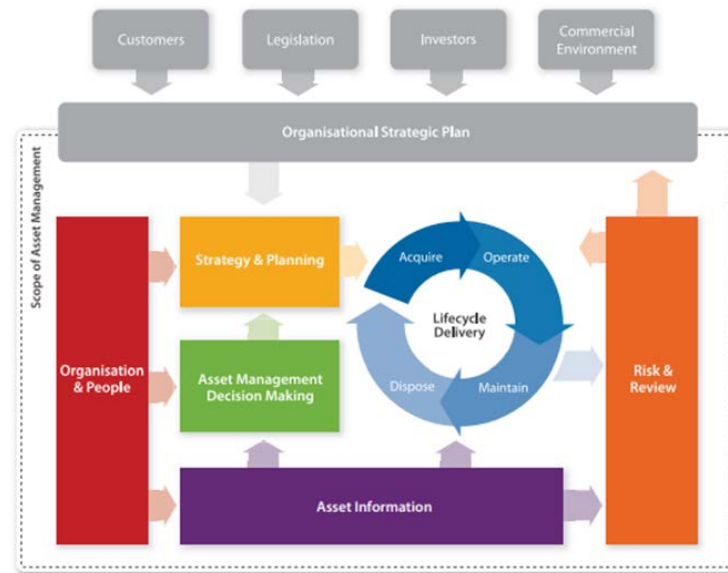 Customers
Legislation
Investors
Commercial
Environment
Organisational Strategic Plan
Scope of Asset Management
Strategy & Planning
Acquire
Operate
Lifecycle
Delivery
Organisation
& People
Asset Management
Decision Making
Dispose
Maintain
Risk &
Review
Asset Information